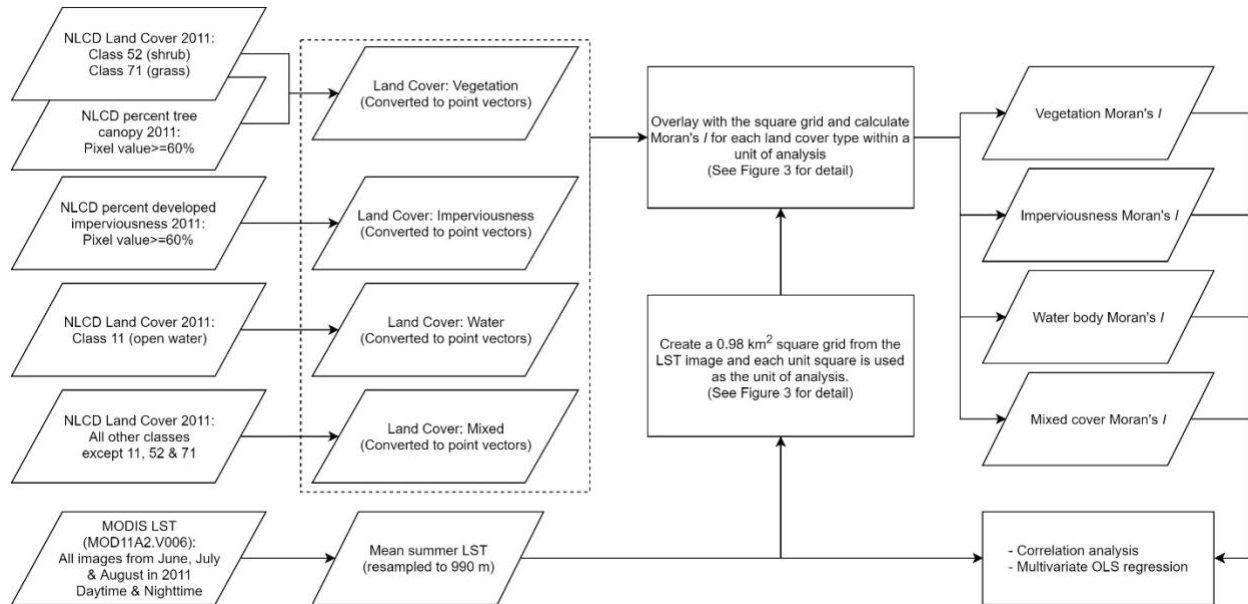 NLCD Land Cover 2011:
Class 52 (shrub)
Class 71 (grass)
NLCD percent tree
canopy 2011:
Pixel value>=60%
NLCD percent developed
imperviousness 2011:
Pixel value>=60%
NLCD Land Cover 2011:
Class 11 (open water)
NLCD Land Cover 2011:
All other classes
except 11, 52 & 71
MODIS LST
(MOD11A2.V006):
All images from June, July
& August in 2011
Daytime & Nighttime
Land Cover: Vegetation
(Converted to point vectors)
Land Cover: Imperviousness
(Converted to point vectors)
Land Cover: Water
(Converted to point vectors)
Land Cover: Mixed
(Converted to point vectors)
Mean summer LST
(resampled to 990 m)
Overlay with the square grid and calculate
Moran's I for each land cover type within a
unit of analysis
(See Figure 3 for detail)
Create a 0.98 km² square grid from the
LST image and each unit square is used
as the unit of analysis.
(See Figure 3 for detail)
Vegetation Moran's I
Imperviousness Moran's I
Water body Moran's I
Mixed cover Moran's I
- Correlation analysis
- Multivariate OLS regression